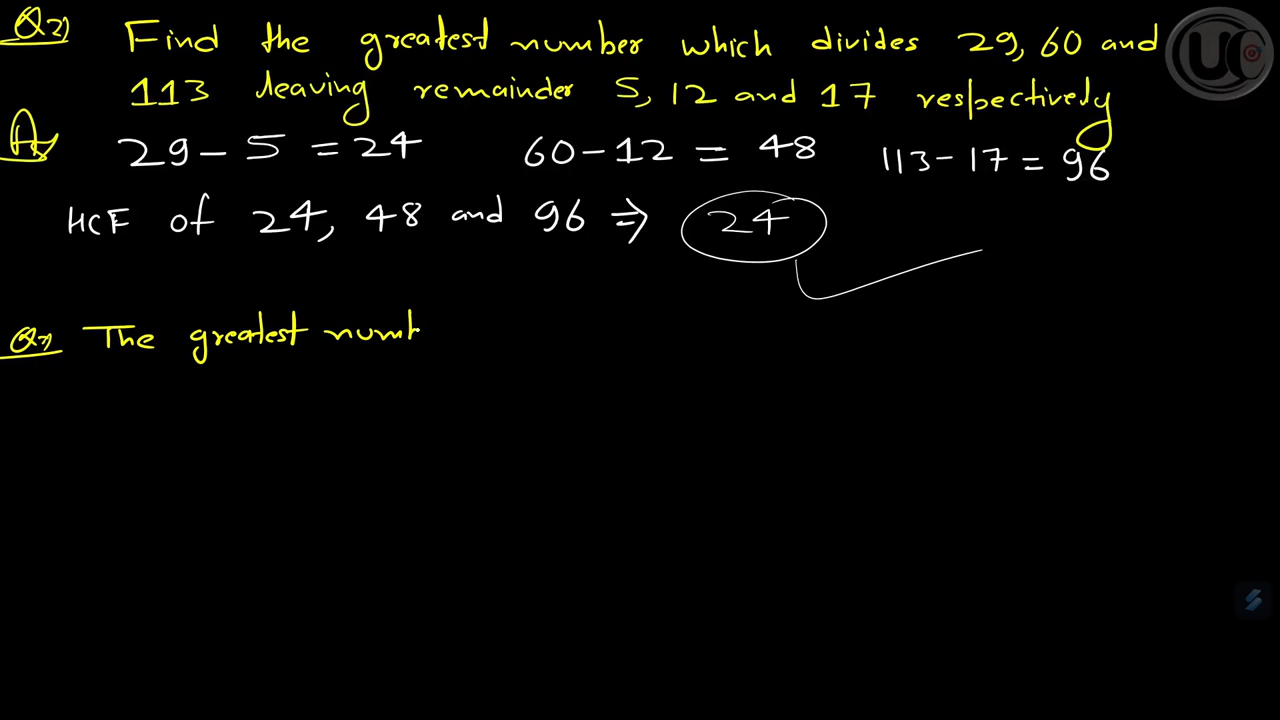 Q2) Find the greatest number which divides 29, 60 and
113 leaving remainder 5, 12 and 17 respectively
A 29 - 5 = 24 60 - 12 = 48 113 - 17 = 96
HCF of 24, 48 and 96 ⇒ 24
The greatest numb
UC